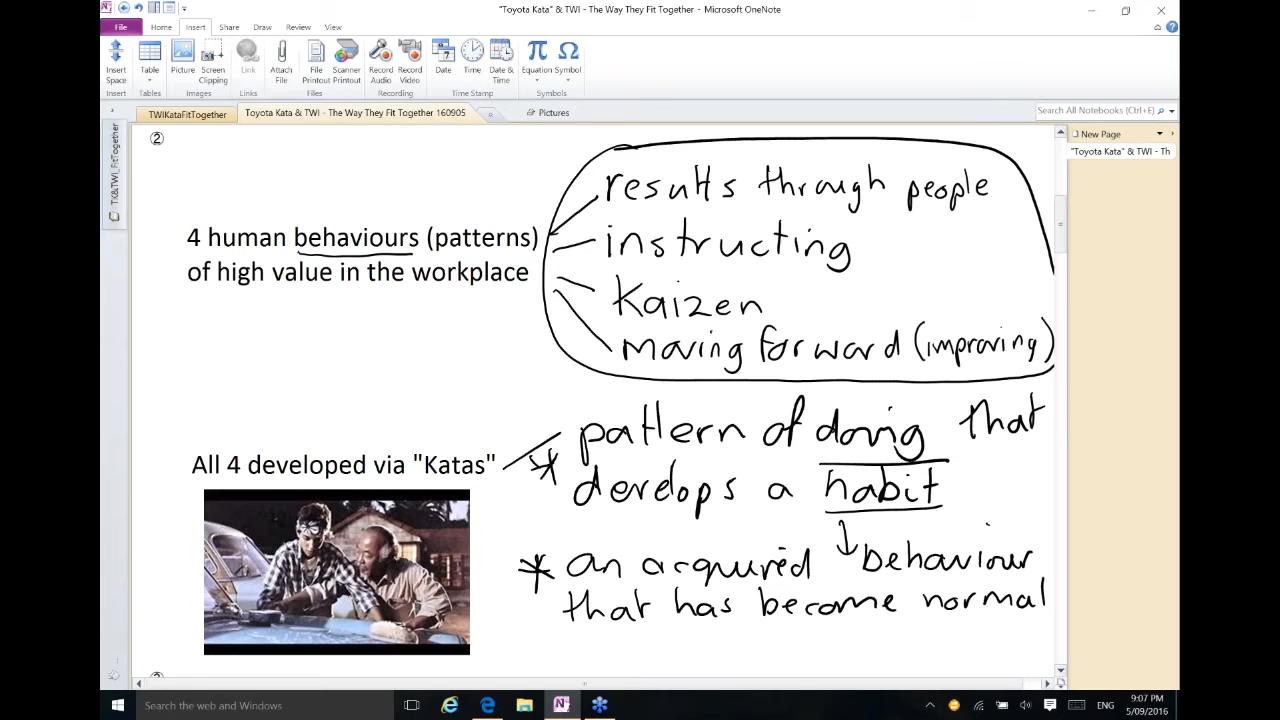 "Toyota Kata" & TWI - The Way They Fit Together - Microsoft OneNote
File Home Insert Share Draw Review View
Insert Space Table Picture Screen Clipping Link Attach File File Printout Scanner Printout Record Audio Record Video Date Time Date & Time Equation Symbol
Insert Tables Images Links Files Recording Time Stamp Symbols
TWIKataFitTogether Toyota Kata & TWI - The Way They Fit Together 160905 Pictures Search All Notebooks (Ctrl+E)
New Page
"Toyota Kata" & TWI - Th
TK&TWI_FitTogether
②
results through people
4 human behaviours (patterns)
of high value in the workplace
instructing
Kaizen
moving forward (improving)
All 4 developed via "Katas"
* pattern of doing that
develops a habit
* an acquired behaviour
that has become normal
Search the web and Windows
ENG
9:07 PM
5/09/2016